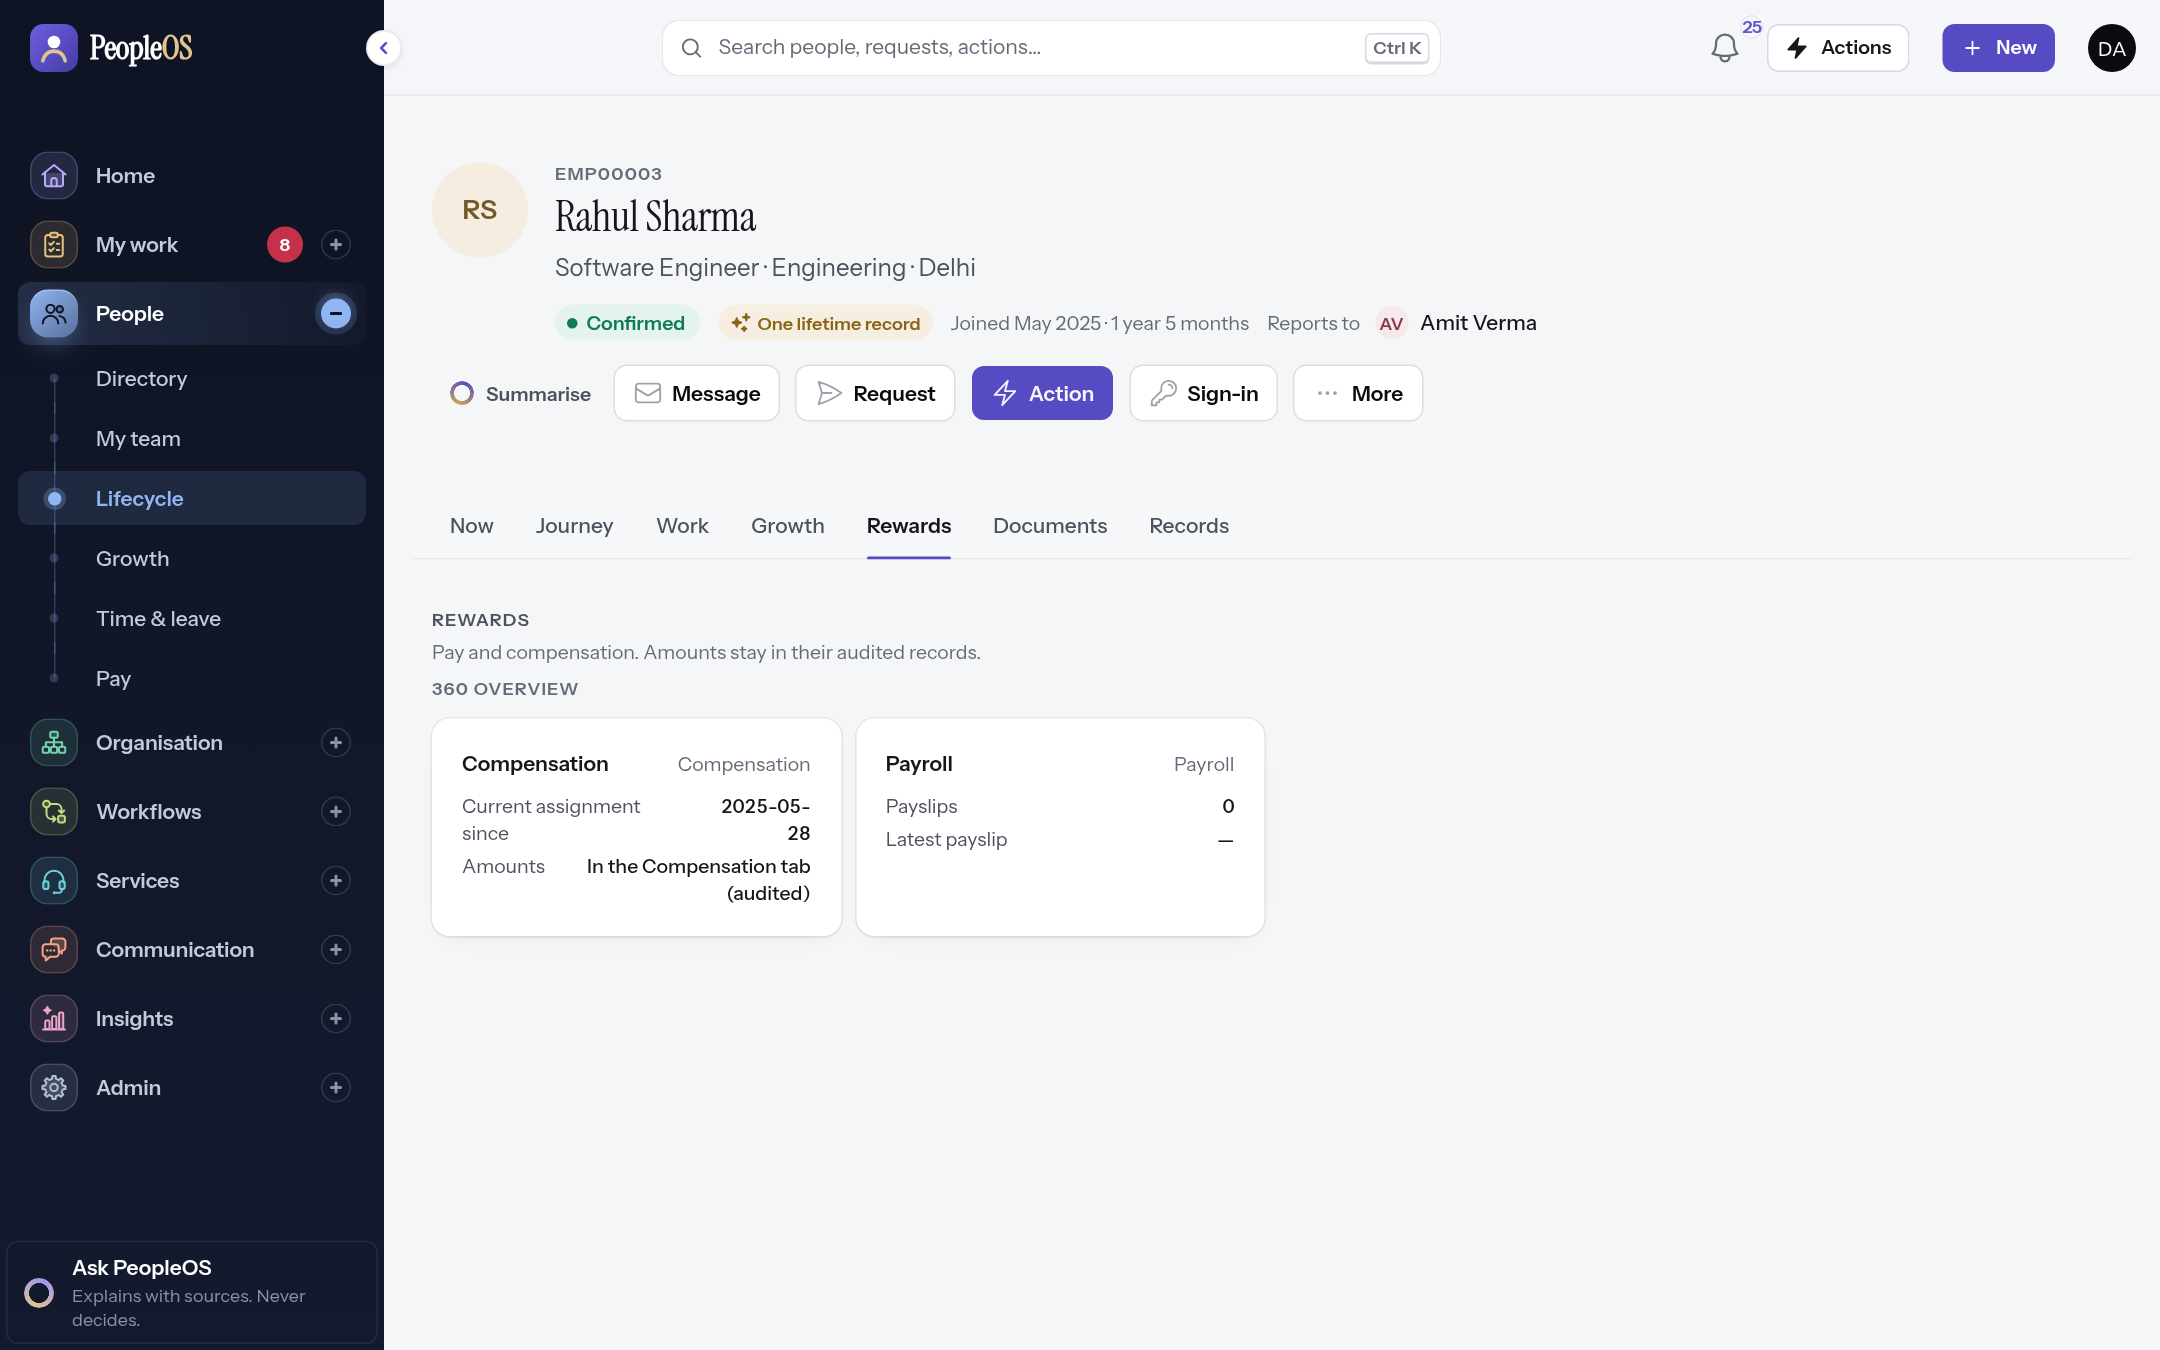 PeopleOS
Search people, requests, actions...
Ctrl K
25
Actions
New
DA
Home
My work
8
People
Directory
My team
Lifecycle
Growth
Time & leave
Pay
Organisation
Workflows
Services
Communication
Insights
Admin
Ask PeopleOS
Explains with sources. Never
decides.
RS
EMP00003
Rahul Sharma
Software Engineer · Engineering · Delhi
Confirmed
One lifetime record
Joined May 2025 · 1 year 5 months
Reports to
AV
Amit Verma
Summarise
Message
Request
Action
Sign-in
More
Now
Journey
Work
Growth
Rewards
Documents
Records
REWARDS
Pay and compensation. Amounts stay in their audited records.
360 OVERVIEW
Compensation
Compensation
Current assignment since
2025-05-28
Amounts
In the Compensation tab (audited)
Payroll
Payroll
Payslips
0
Latest payslip
—